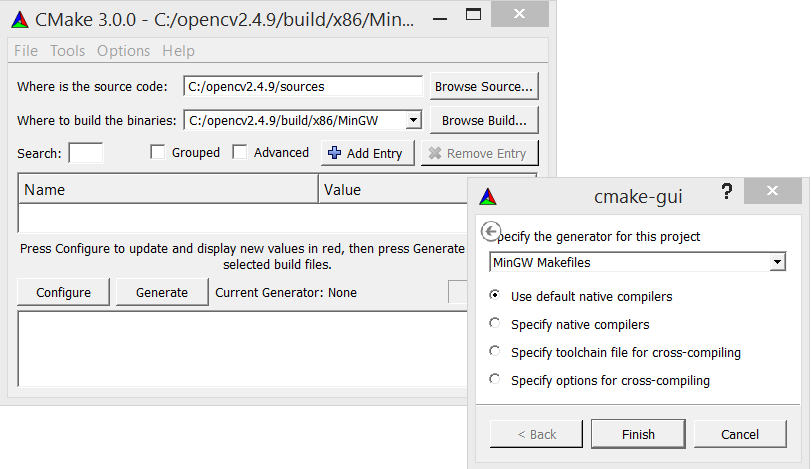 CMake 3.0.0 - C:/opencv2.4.9/build/x86/Min...
File Tools Options Help
Where is the source code: C:/opencv2.4.9/sources Browse Source...
Where to build the binaries: C:/opencv2.4.9/build/x86/MinGW Browse Build...
Search: Grouped Advanced Add Entry Remove Entry
Name Value
Press Configure to update and display new values in red, then press Generate
selected build files.
Configure Generate Current Generator: None
cmake-gui
pecify the generator for this project
MinGW Makefiles
Use default native compilers
Specify native compilers
Specify toolchain file for cross-compiling
Specify options for cross-compiling
< Back Finish Cancel